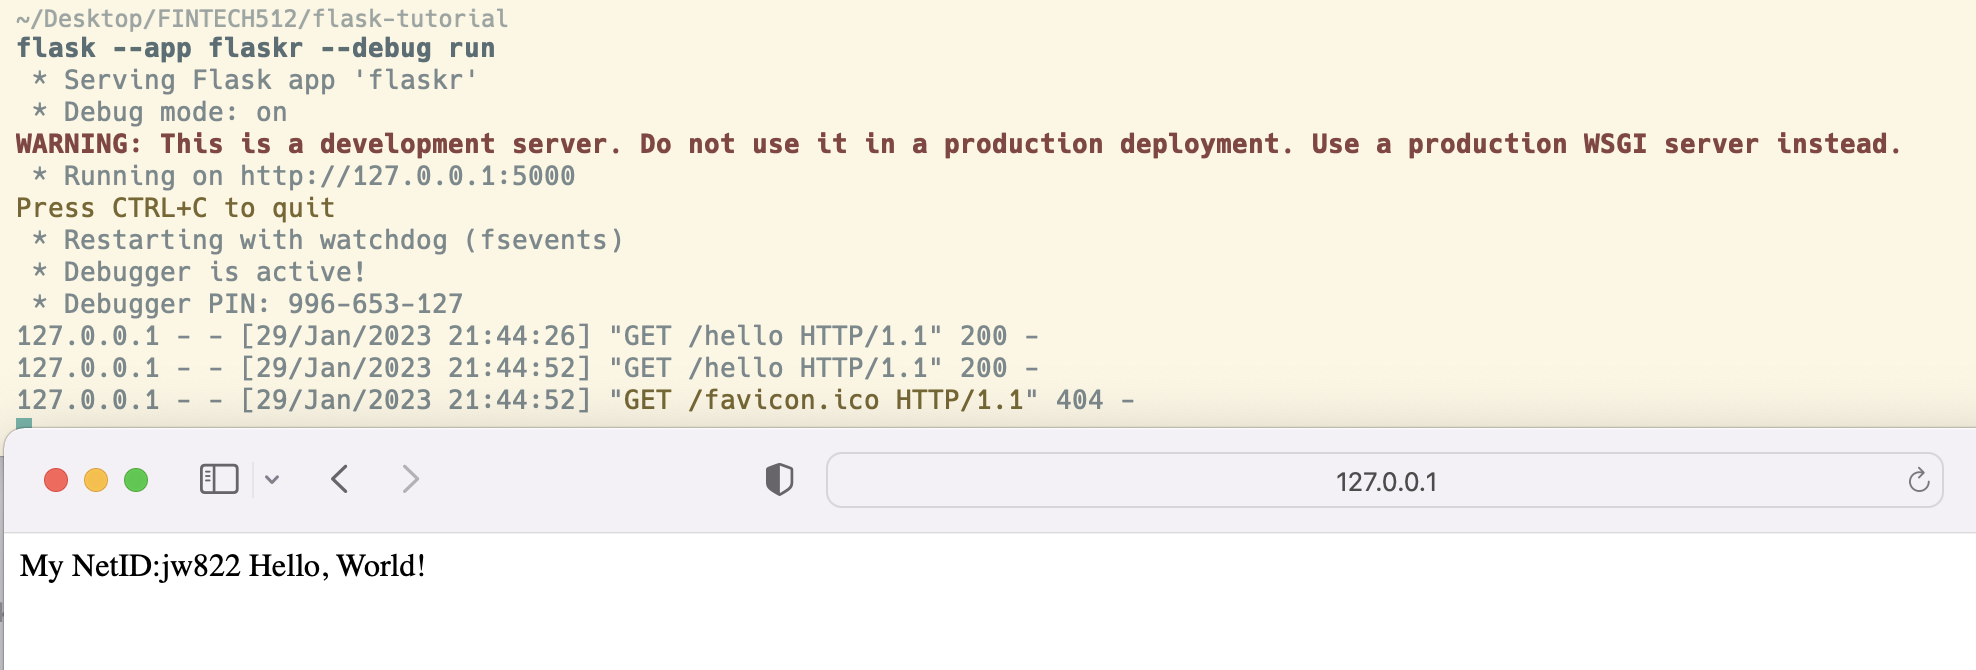 ~/Desktop/FINTECH512/flask-tutorial
flask --app flaskr --debug run
* Serving Flask app 'flaskr'
* Debug mode: on
WARNING: This is a development server. Do not use it in a production deployment. Use a production WSGI server instead.
* Running on http://127.0.0.1:5000
Press CTRL+C to quit
* Restarting with watchdog (fsevents)
* Debugger is active!
* Debugger PIN: 996-653-127
127.0.0.1 - - [29/Jan/2023 21:44:26] "GET /hello HTTP/1.1" 200 -
127.0.0.1 - - [29/Jan/2023 21:44:52] "GET /hello HTTP/1.1" 200 -
127.0.0.1 - - [29/Jan/2023 21:44:52] "GET /favicon.ico HTTP/1.1" 404 -
127.0.0.1
My NetID:jw822 Hello, World!